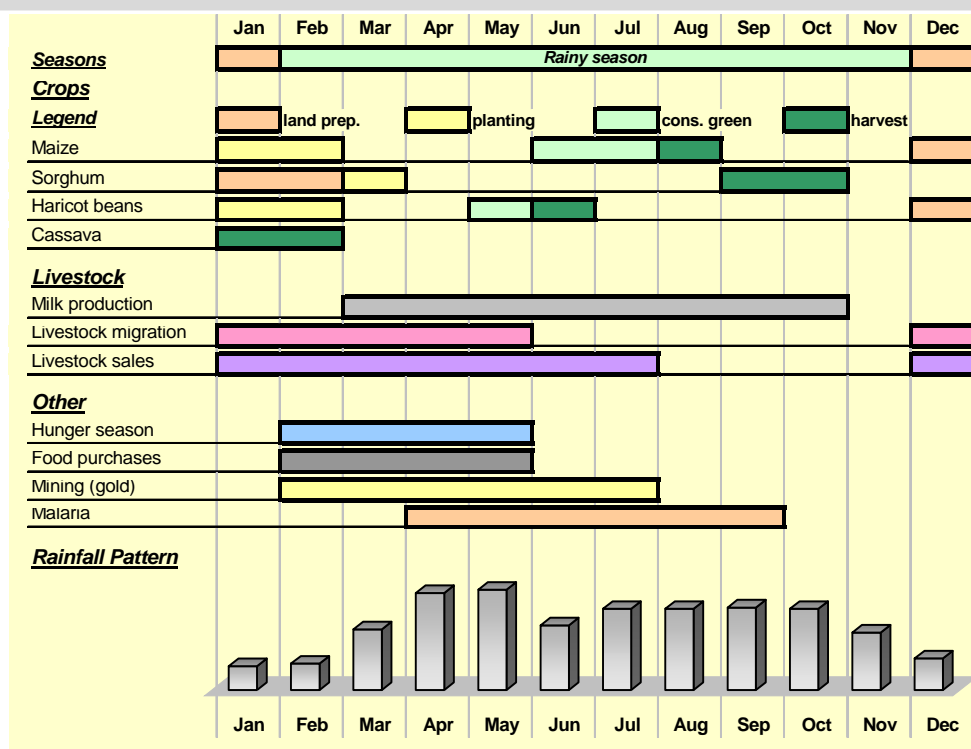 Jan Feb Mar Apr May Jun Jul Aug Sep Oct Nov Dec
Seasons Rainy season
Crops
Legend land prep. planting cons. green harvest
Maize
Sorghum
Haricot beans
Cassava
Livestock
Milk production
Livestock migration
Livestock sales
Other
Hunger season
Food purchases
Mining (gold)
Malaria
Rainfall Pattern
Jan Feb Mar Apr May Jun Jul Aug Sep Oct Nov Dec